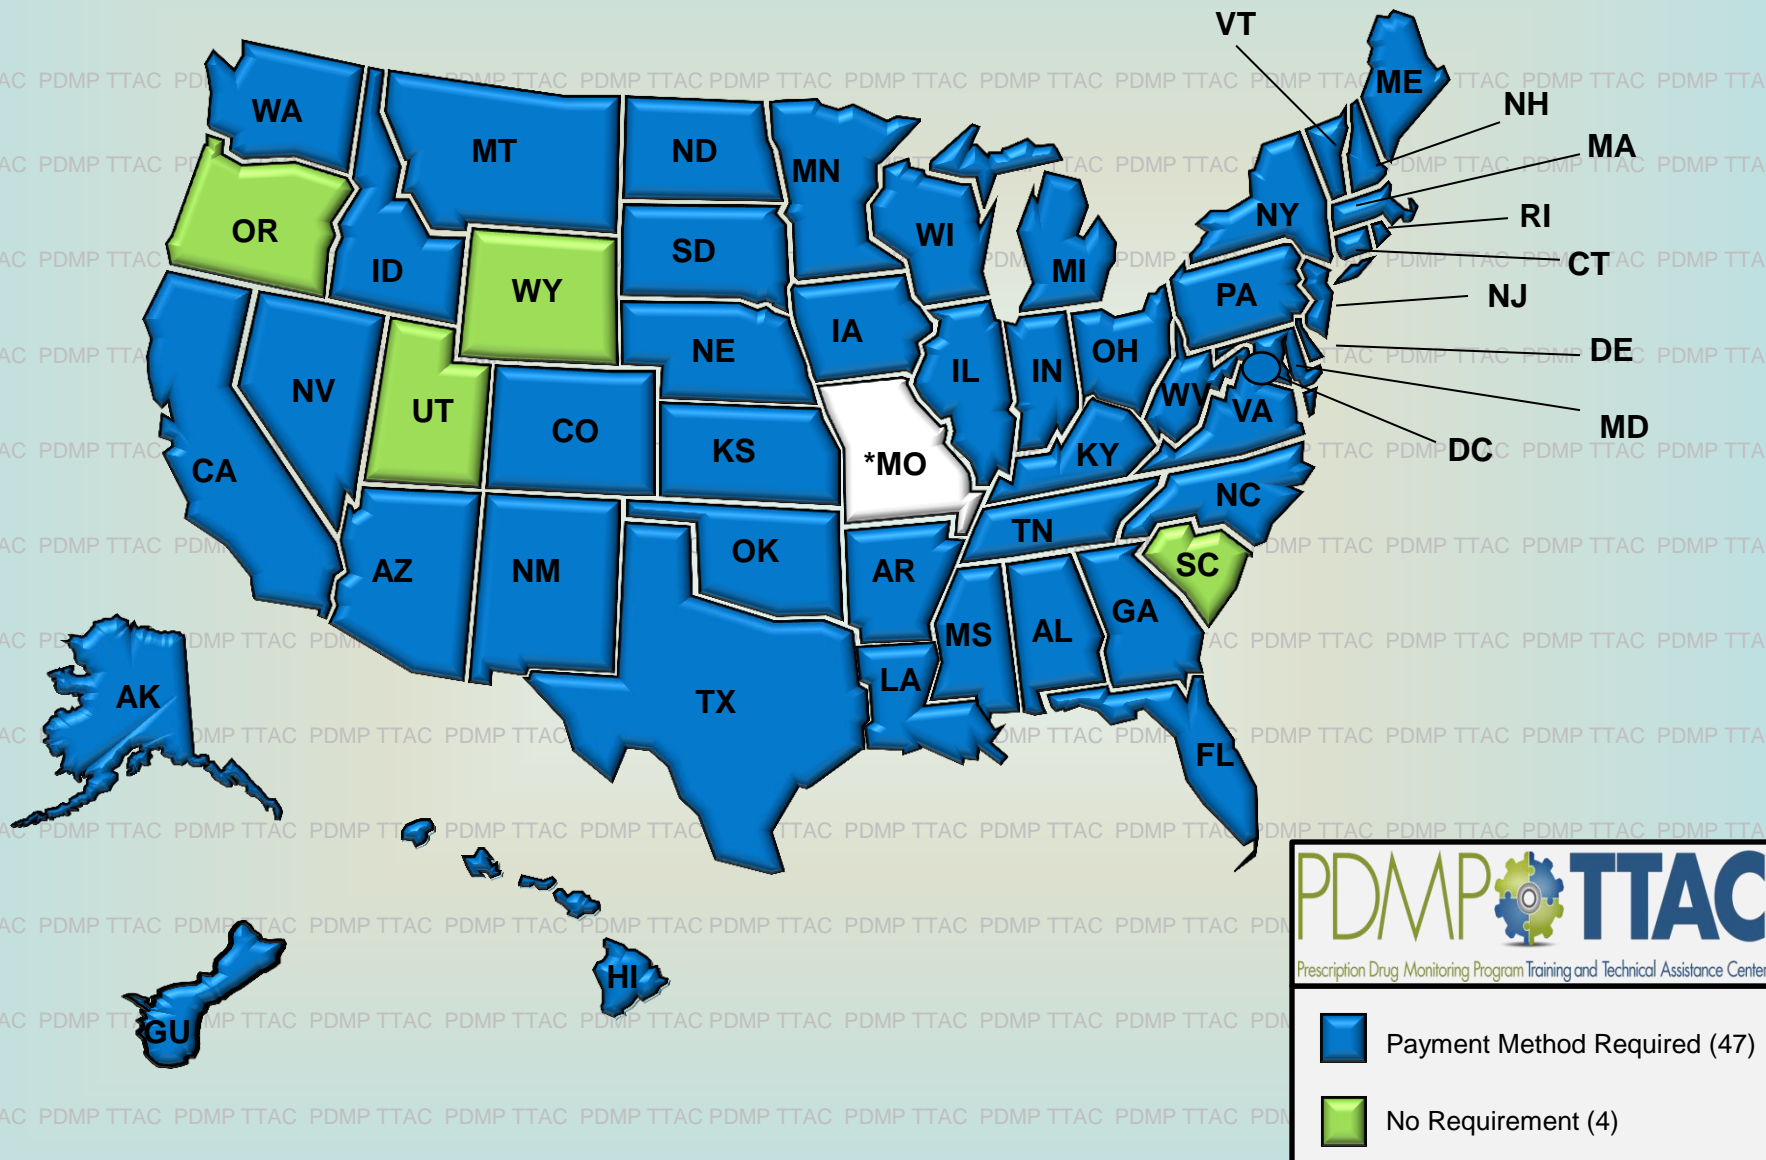 VT
ME
WA
NH
MT
ND
MN
MA
OR
NY
RI
WI
SD
ID
MI
CT
WY
PA
NJ
IA
NE
OH
DE
IL
IN
NV
WV
UT
VA
CO
MD
KS
KY
DC
*MO
CA
NC
TN
OK
SC
AZ
NM
AR
GA
MS
AL
LA
AK
TX
FL
HI
GU
PDMP TTAC
Prescription Drug Monitoring Program Training and Technical Assistance Center
Payment Method Required (47)
No Requirement (4)